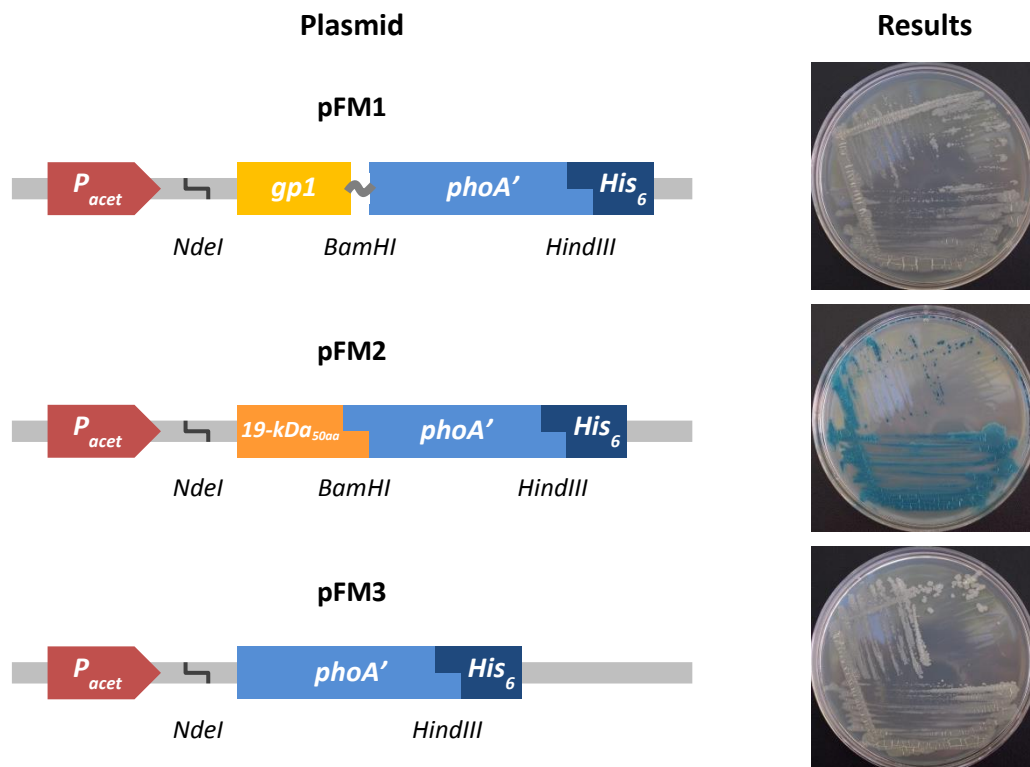 Plasmid
Results
pFM1
P acet
gp1
phoA’
His 6
NdeI
BamHI
HindIII
pFM2
P acet
19-kDa 50aa
phoA’
His 6
NdeI
BamHI
HindIII
pFM3
P acet
phoA’
His 6
NdeI
HindIII